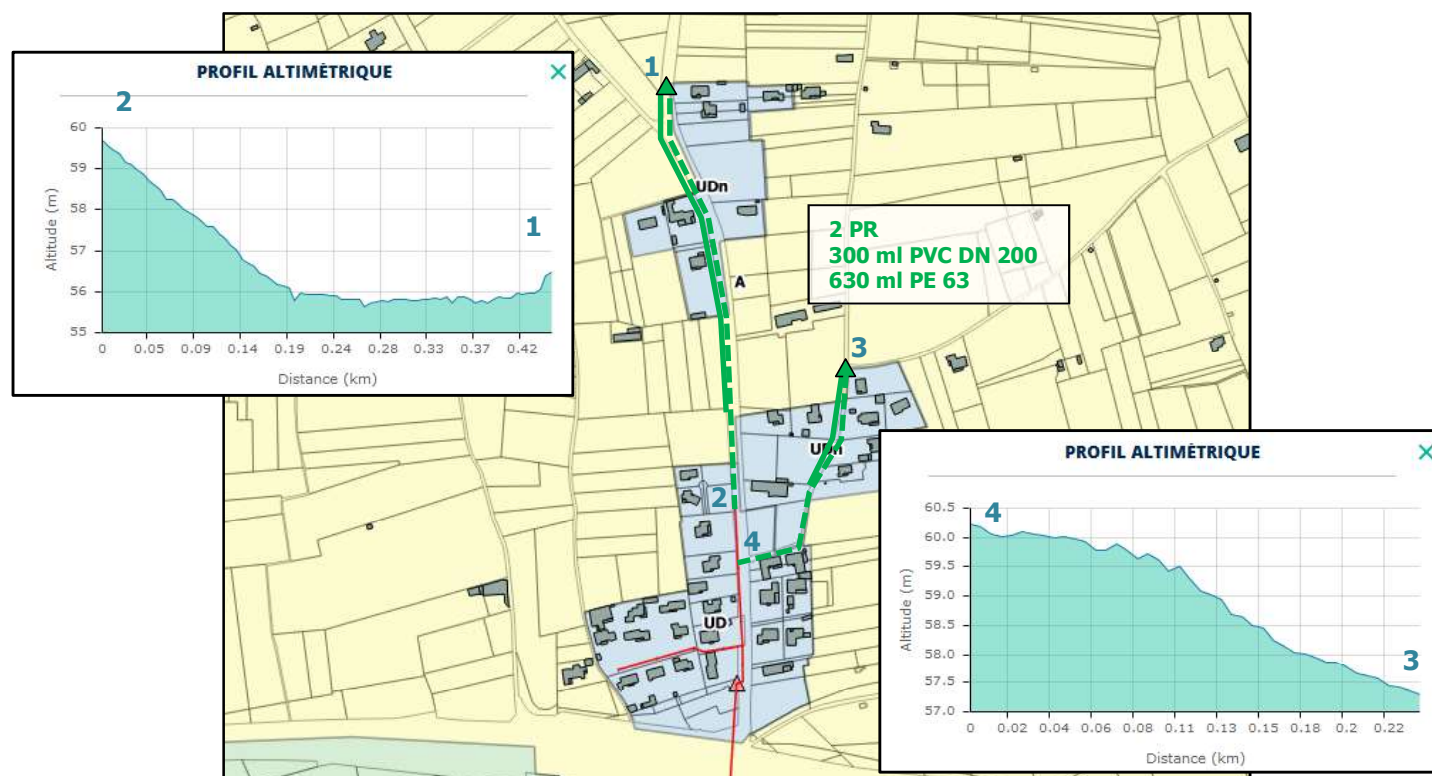 PROFIL ALTIMÉTRIQUE
×
2
60
59
58
57
56
55
1
Altitude (m)
0 0.05 0.09 0.14 0.19 0.24 0.28 0.33 0.37 0.42
Distance (km)
1
UDn
2 PR
300 ml PVC DN 200
630 ml PE 63
A
3
UDn
2
4
UD
PROFIL ALTIMÉTRIQUE
×
4
60.5
60.0
59.5
59.0
58.5
58.0
57.5
57.0
3
Altitude (m)
0 0.02 0.04 0.06 0.08 0.11 0.13 0.15 0.18 0.2 0.22
Distance (km)